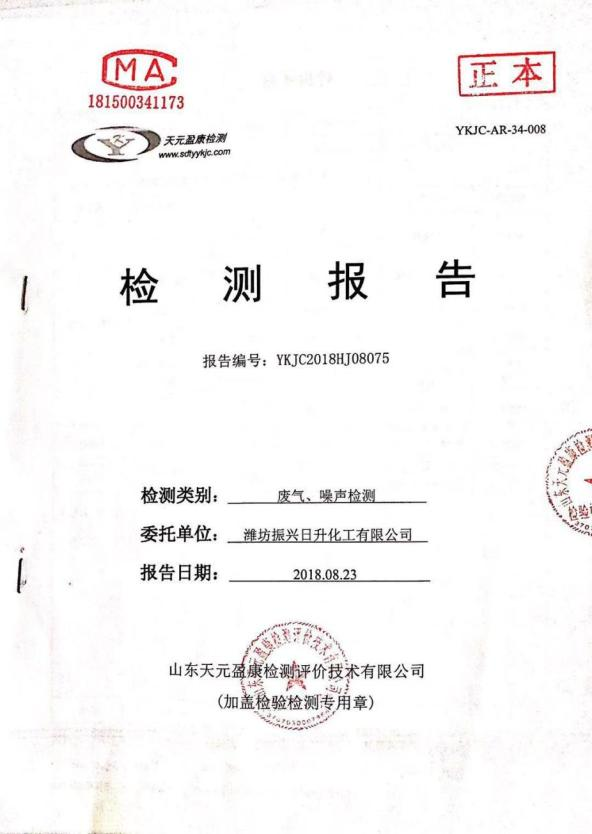 MA
181500341173
正本
YKJC-AR-34-008
天元盈康检测
www.sdtyykjc.com
检 测 报 告
报告编号：YKJC2018HJ08075
检测类别： 废气、噪声检测
委托单位： 潍坊振兴日升化工有限公司
报告日期： 2018.08.23
山东天元盈康检测评价技术有限公司
(加盖检验检测专用章)